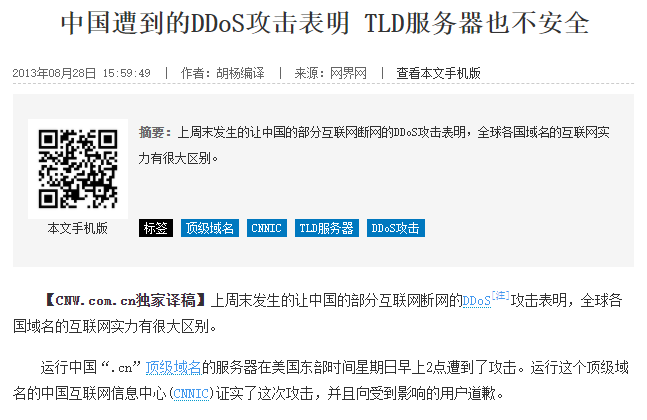 中国遭到的DDoS攻击表明 TLD服务器也不安全
2013年08月28日 15:59:49 | 作者：胡杨编译 | 来源：网界网 | 查看本文手机版
摘要：上周末发生的让中国的部分互联网断网的DDoS攻击表明，全球各国域名的互联网实
力有很大区别。
本文手机版
标签 顶级域名 CNNIC TLD服务器 DDoS攻击
【CNW.com.cn独家译稿】上周末发生的让中国的部分互联网断网的DDoS[注]攻击表明，全球各
国域名的互联网实力有很大区别。
运行中国“.cn”顶级域名的服务器在美国东部时间星期日早上2点遭到了攻击。运行这个顶级域
名的中国互联网信息中心(CNNIC)证实了这次攻击，并且向受到影响的用户道歉。